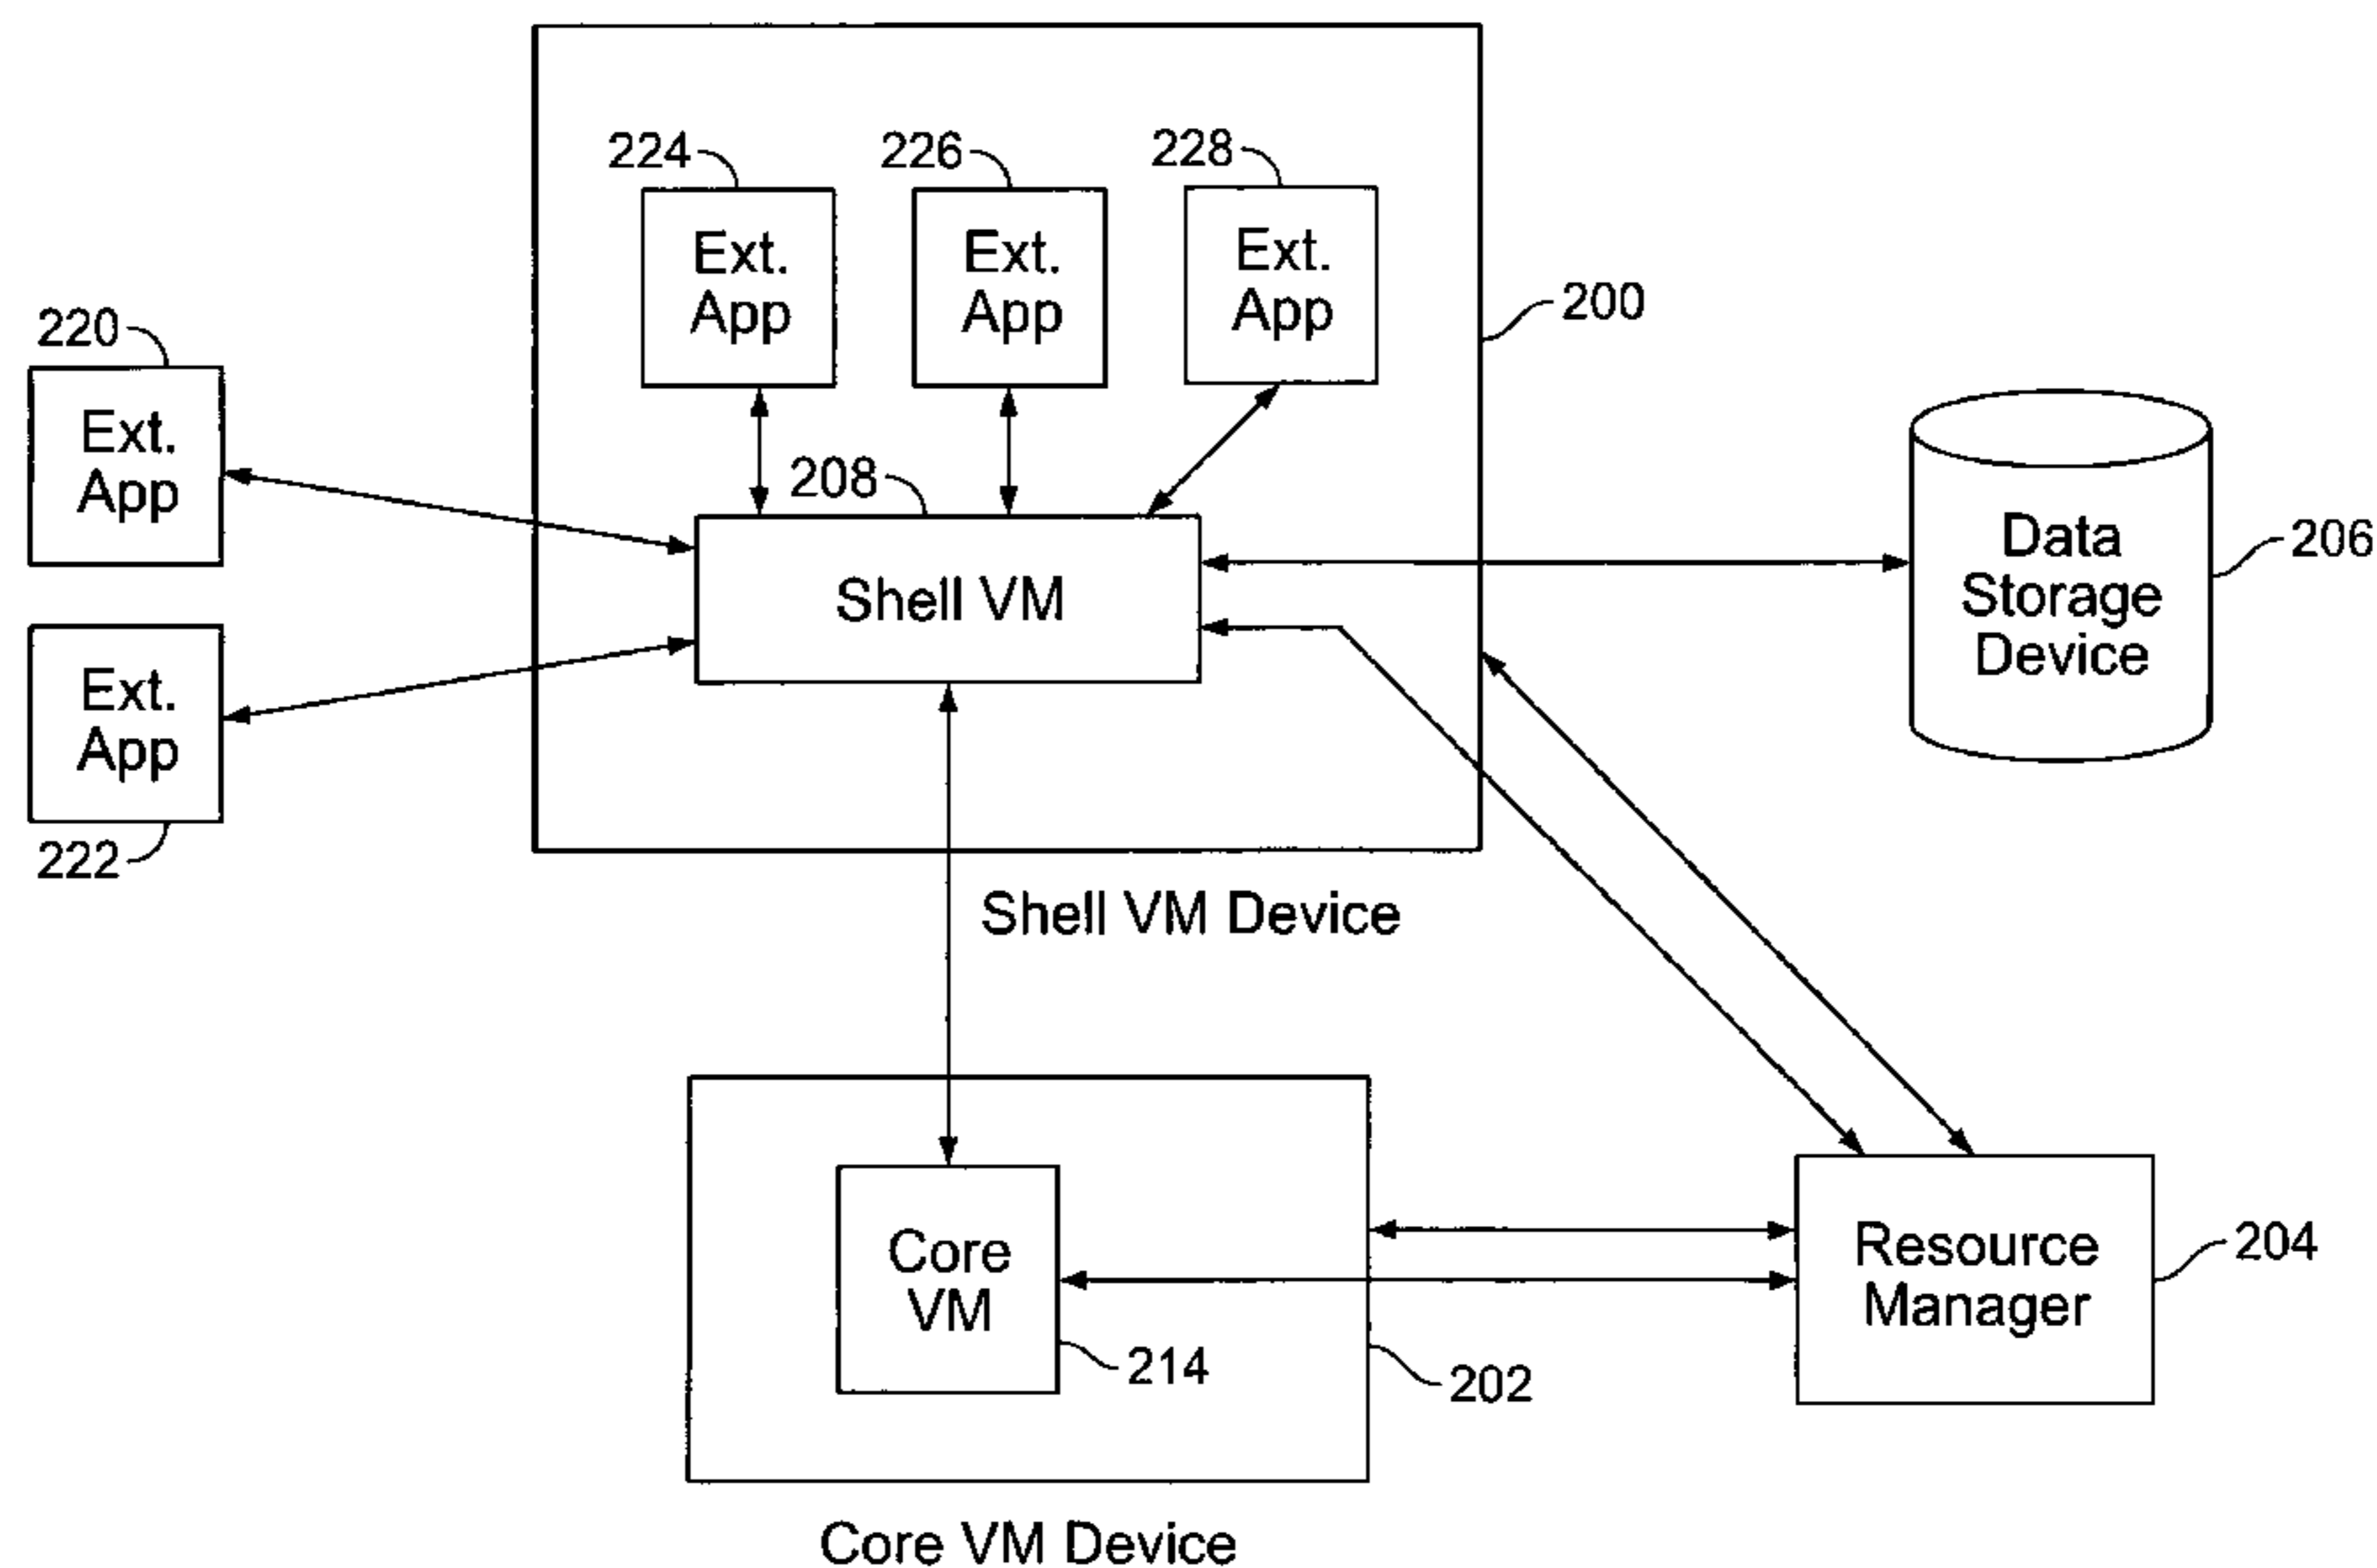 224
226
228
Ext.
App
Ext.
App
Ext.
App
200
220
Ext.
App
208
Shell VM
Data
Storage
Device
206
Ext.
App
222
Shell VM Device
Core
VM
214
202
Resource
Manager
204
Core VM Device